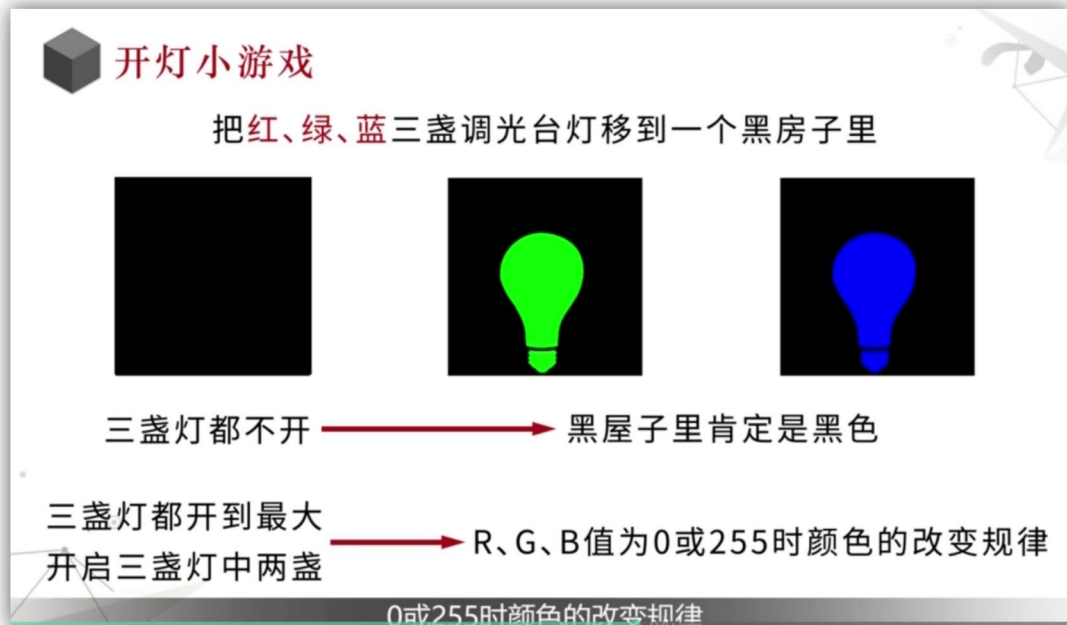 开灯小游戏
把红、绿、蓝三盏调光台灯移到一个黑房子里
三盏灯都不开
黑屋子里肯定是黑色
三盏灯都开到最大
开启三盏灯中两盏
R、G、B值为0或255时颜色的改变规律
0或255时颜色的改变规律